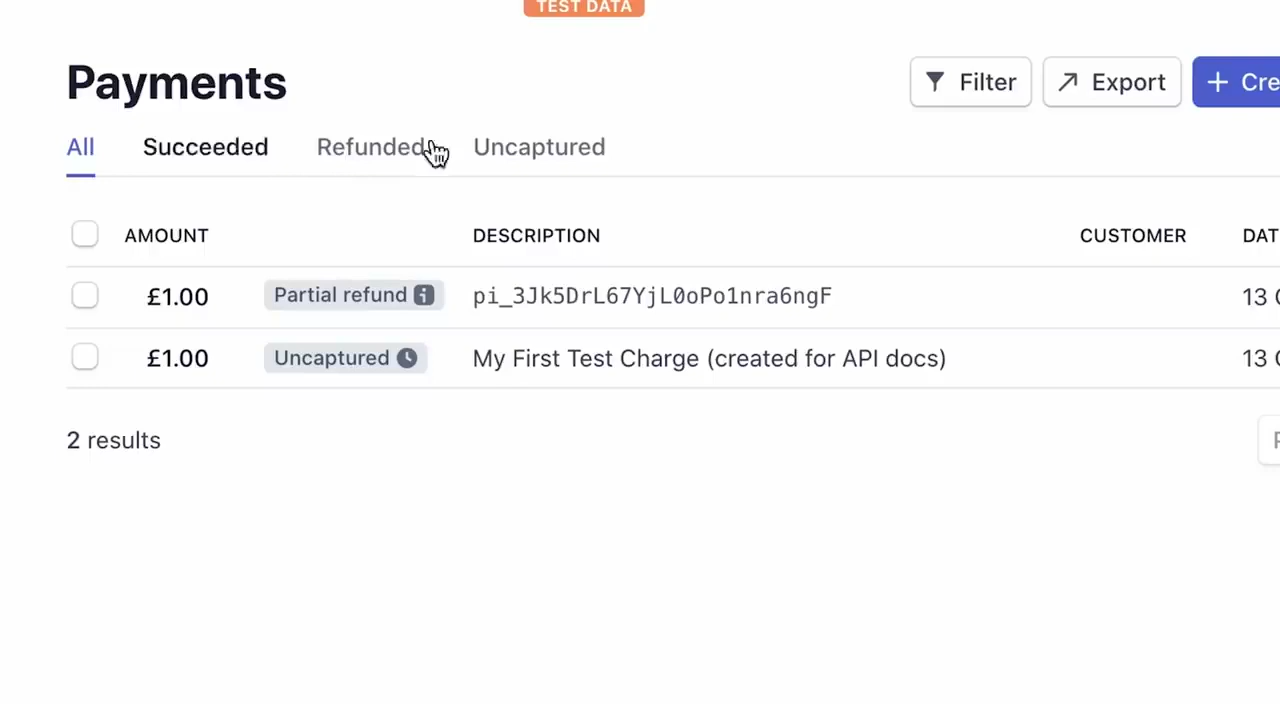 TEST DATA
Payments
Filter
Export
+ Cre
All
Succeeded
Refunded
Uncaptured
AMOUNT
DESCRIPTION
CUSTOMER
DAT
£1.00
Partial refund
pi_3Jk5DrL67YjL0oPo1nra6ngF
13
£1.00
Uncaptured
My First Test Charge (created for API docs)
13
2 results